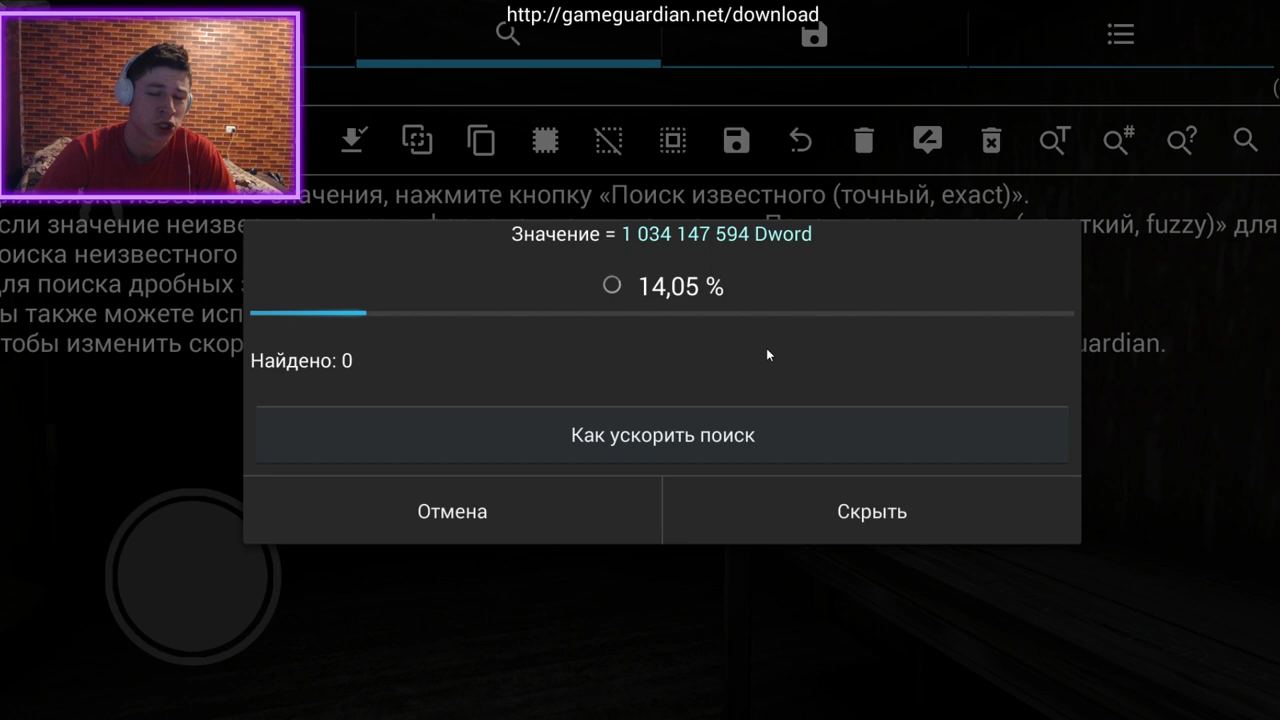 http://gameguardian.net/download
значения, нажмите кнопку «Поиск известного (точный, exact)».
сли значение неизве ткий, fuzzy)» для
оиска неизвестного
ля поиска дробных
ы также можете исп
тобы изменить скор uardian.
Значение = 1 034 147 594 Dword
14,05 %
Найдено: 0
Как ускорить поиск
Отмена
Скрыть